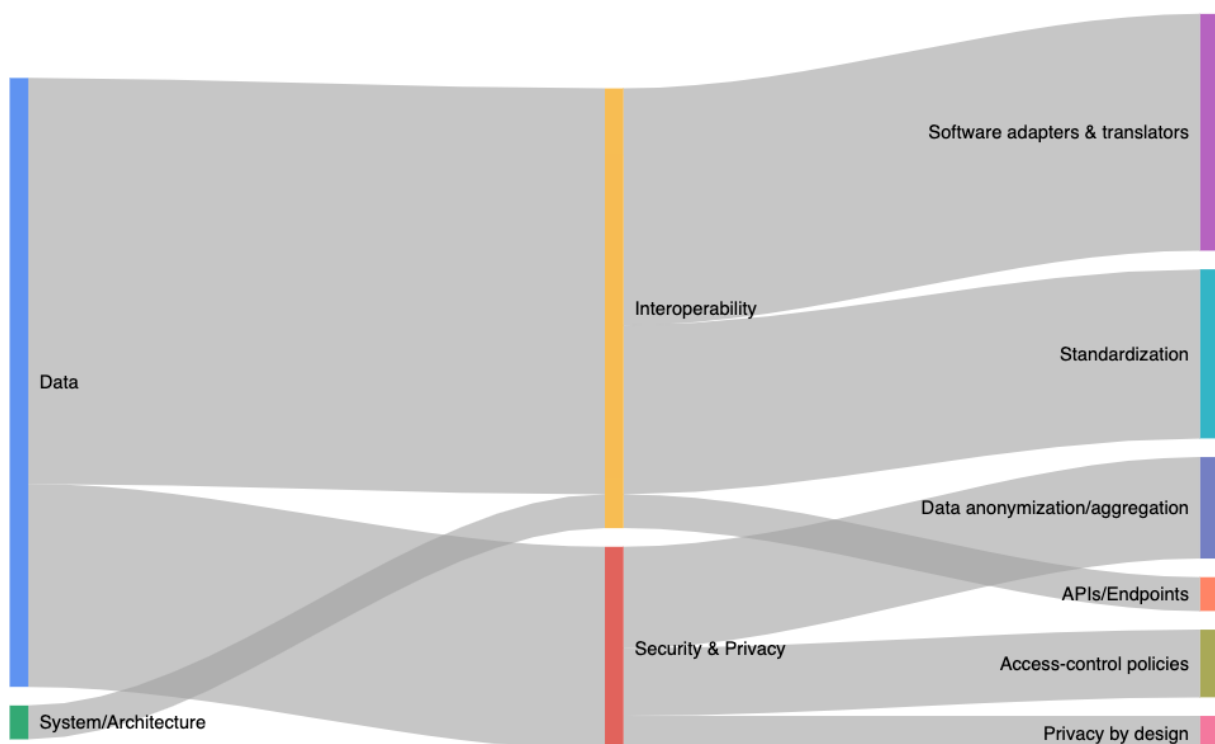 Data
System/Architecture
Interoperability
Security & Privacy
Software adapters & translators
Standardization
Data anonymization/aggregation
APIs/Endpoints
Access-control policies
Privacy by design